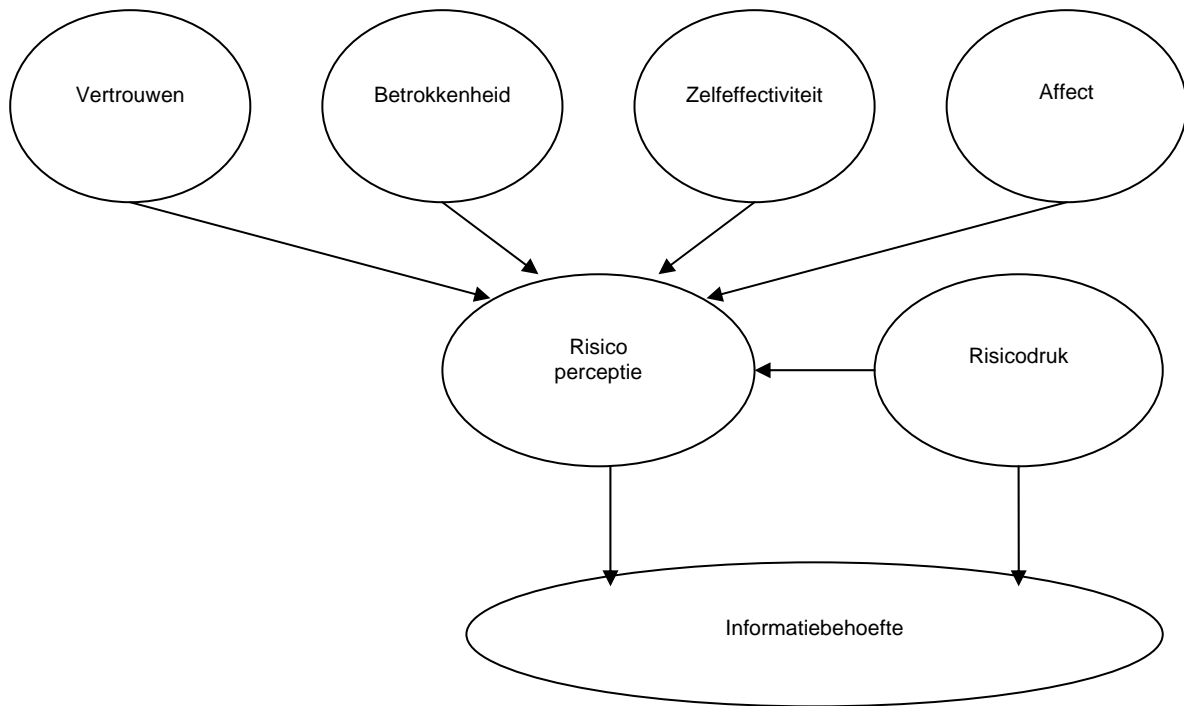 Vertrouwen
Betrokkenheid
Zelfeffectiviteit
Affect
Risico
perceptie
Risicodruk
Informatiebehoefte